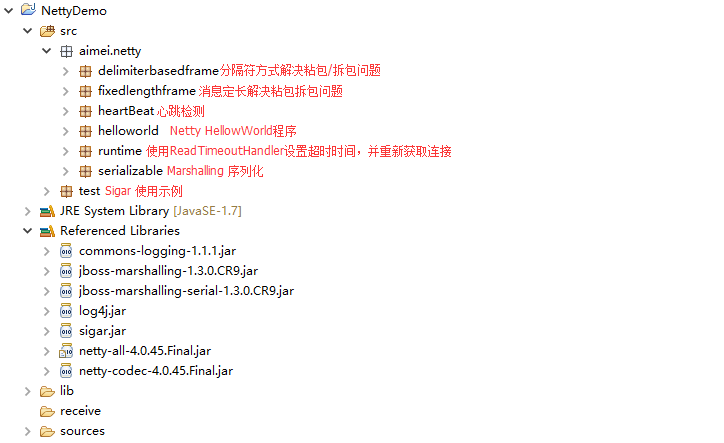 NettyDemo
src
aimei.netty
delimiterbasedframe分隔符方式解决粘包/拆包问题
fixedlengthframe 消息定长解决粘包拆包问题
heartBeat 心跳检测
helloworld Netty HellowWorld程序
runtime 使用ReadTimeoutHandler设置超时时间，并重新获取连接
serializable Marshalling 序列化
test Sigar 使用示例
JRE System Library [JavaSE-1.7]
Referenced Libraries
commons-logging-1.1.1.jar
jboss-marshalling-1.3.0.CR9.jar
jboss-marshalling-serial-1.3.0.CR9.jar
log4j.jar
sigar.jar
netty-all-4.0.45.Final.jar
netty-codec-4.0.45.Final.jar
lib
receive
sources